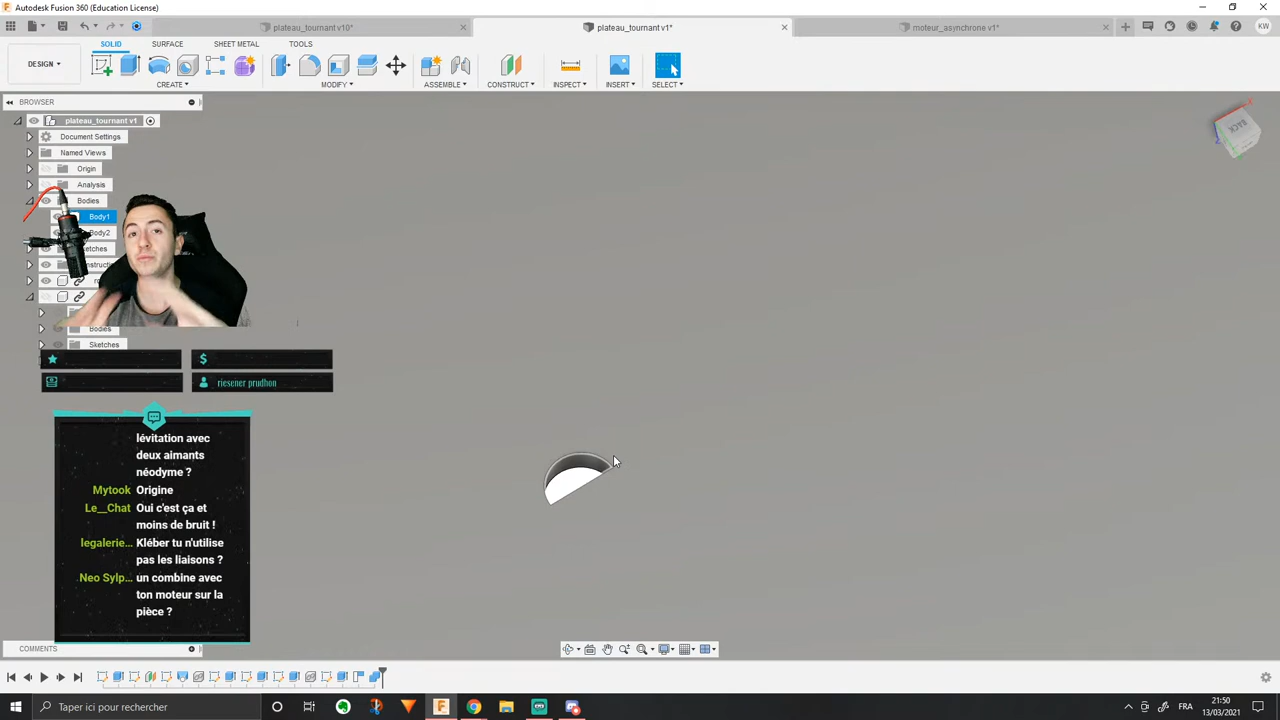 Autodesk Fusion 360 (Education License)
plateau_tournant v10*
plateau_tournant v1*
moteur_asynchrone v1*
KW
SOLID
SURFACE
SHEET METAL
TOOLS
DESIGN
CREATE
MODIFY
ASSEMBLE
CONSTRUCT
INSPECT
INSERT
SELECT
BROWSER
plateau_tournant v1
Document Settings
Named Views
Origin
Analysis
Bodies
Body1
Body2
Bodies
Sketches
BACK
X
Z
$
riesener prudhon
lévitation avec
deux aimants
néodyme ?
Mytook Origine
Le__Chat Oui c'est ça et
moins de bruit !
legalerie... Kléber tu n'utilise
pas les liaisons ?
Neo Sylp... un combine avec
ton moteur sur la
pièce ?
COMMENTS
Taper ici pour rechercher
FRA
21:50
13/03/2021